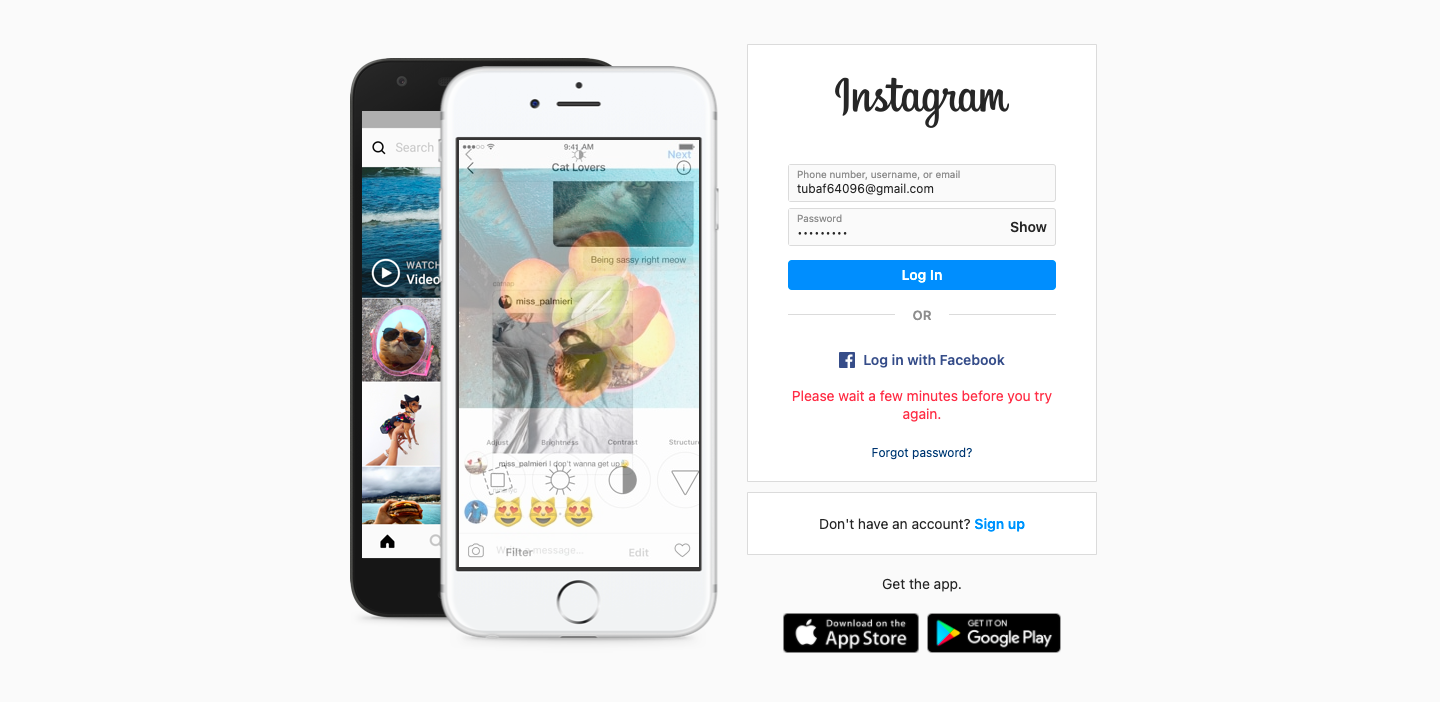 Search
WATCH
Video
9:41 AM
Next
Cat Lovers
Being sassy right meow
catnap
miss_palmieri
Adjust Brightness Contrast Structure
miss_palmieri I don't wanna get up
Filter
Edit
Instagram
Phone number, username, or email
tubaf64096@gmail.com
Password
•••••••••
Show
Log In
OR
Log in with Facebook
Please wait a few minutes before you try
again.
Forgot password?
Don't have an account? Sign up
Get the app.
Download on the
App Store
GET IT ON
Google Play